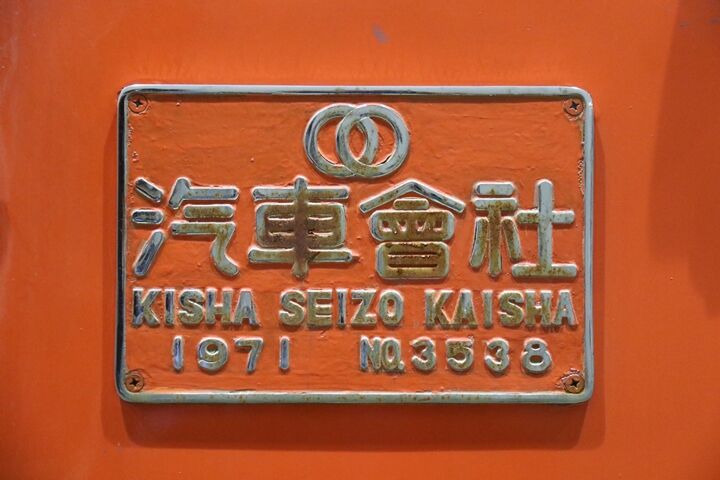 汽車會社
KISHA SEIZO KAISHA
1971 NO.3538